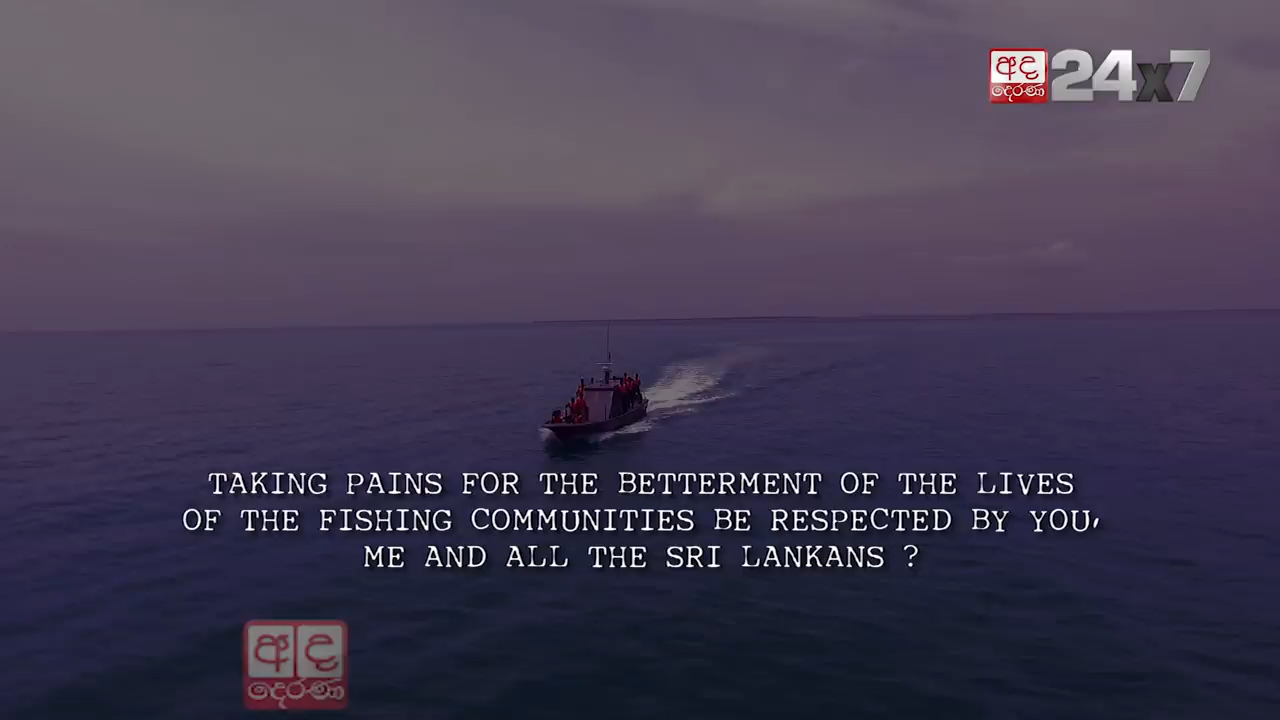 අද
දෙරණ
24x7
TAKING PAINS FOR THE BETTERMENT OF THE LIVES
OF THE FISHING COMMUNITIES BE RESPECTED BY YOU,
ME AND ALL THE SRI LANKANS ?
අද
දෙරණ